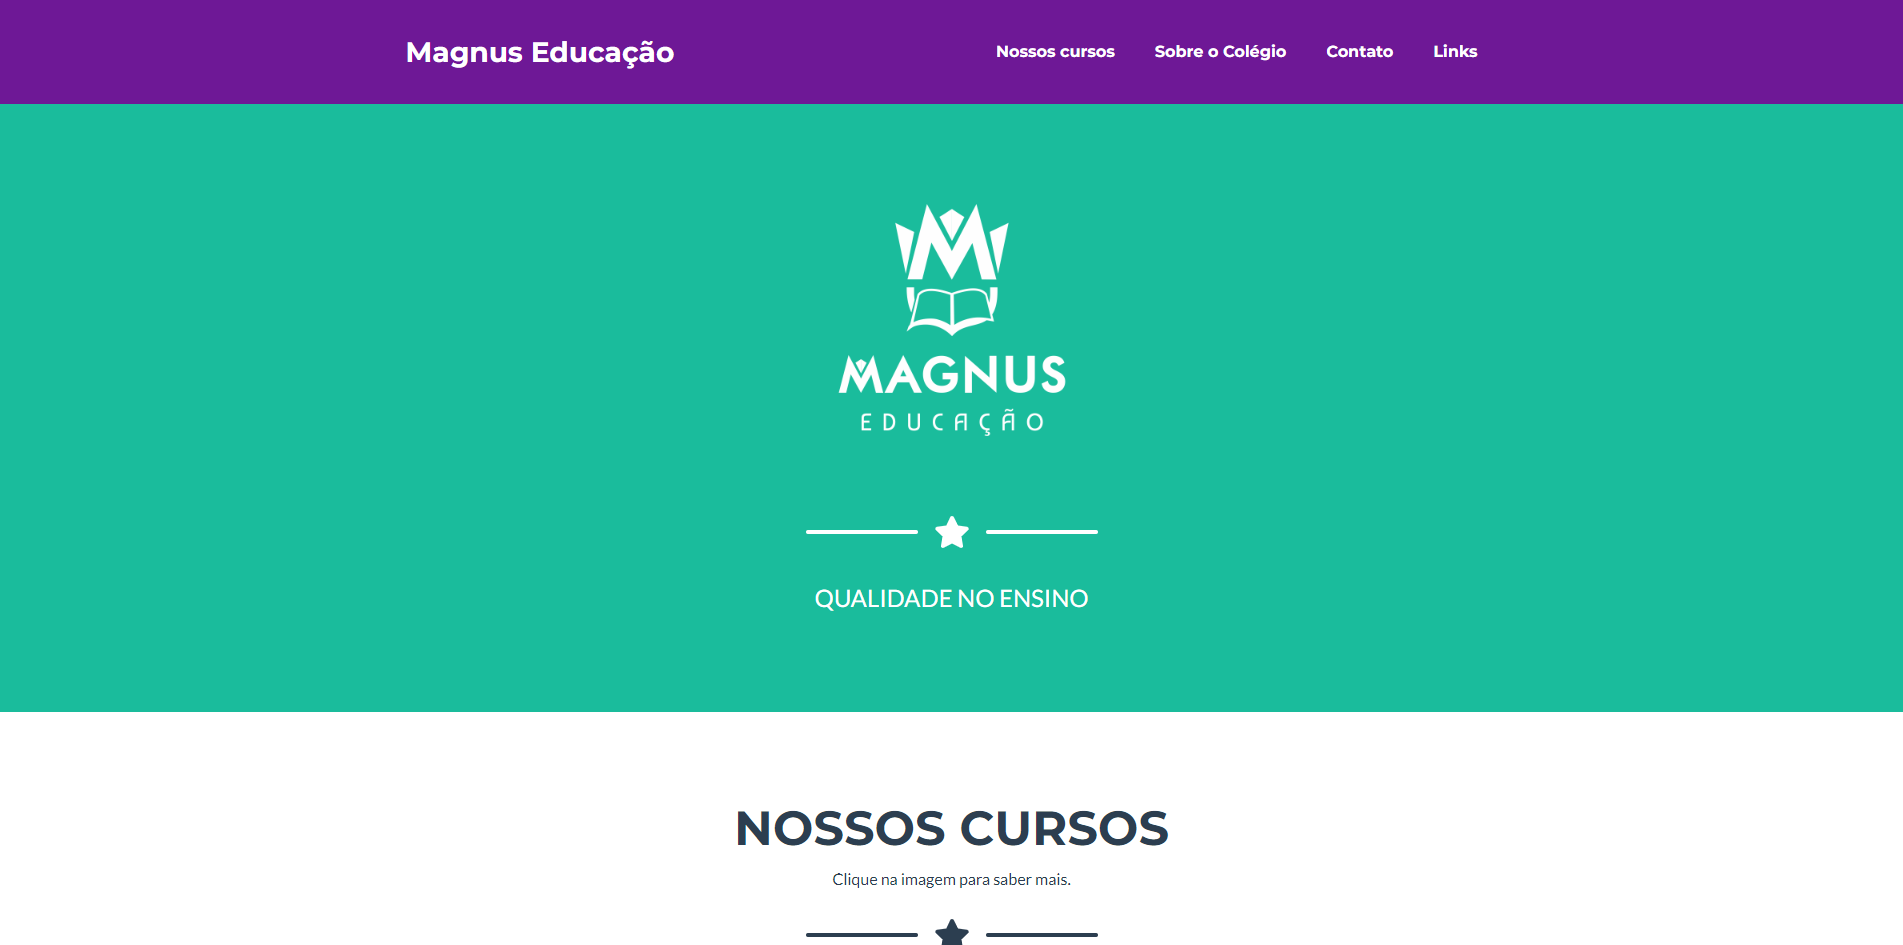 Magnus Educação
Nossos cursos Sobre o Colégio Contato Links
MAGNUS
EDUCAÇÃO
QUALIDADE NO ENSINO
NOSSOS CURSOS
Clique na imagem para saber mais.